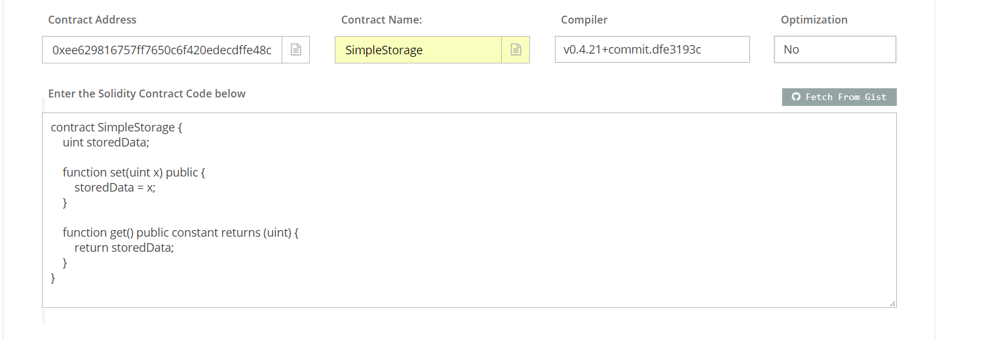 Contract Address
Contract Name:
Compiler
Optimization
0xee629816757ff7650c6f420edecdffe48c
SimpleStorage
v0.4.21+commit.dfe3193c
No
Enter the Solidity Contract Code below
Fetch From Gist
contract SimpleStorage {
    uint storedData;
    function set(uint x) public {
        storedData = x;
    }
    function get() public constant returns (uint) {
        return storedData;
    }
}